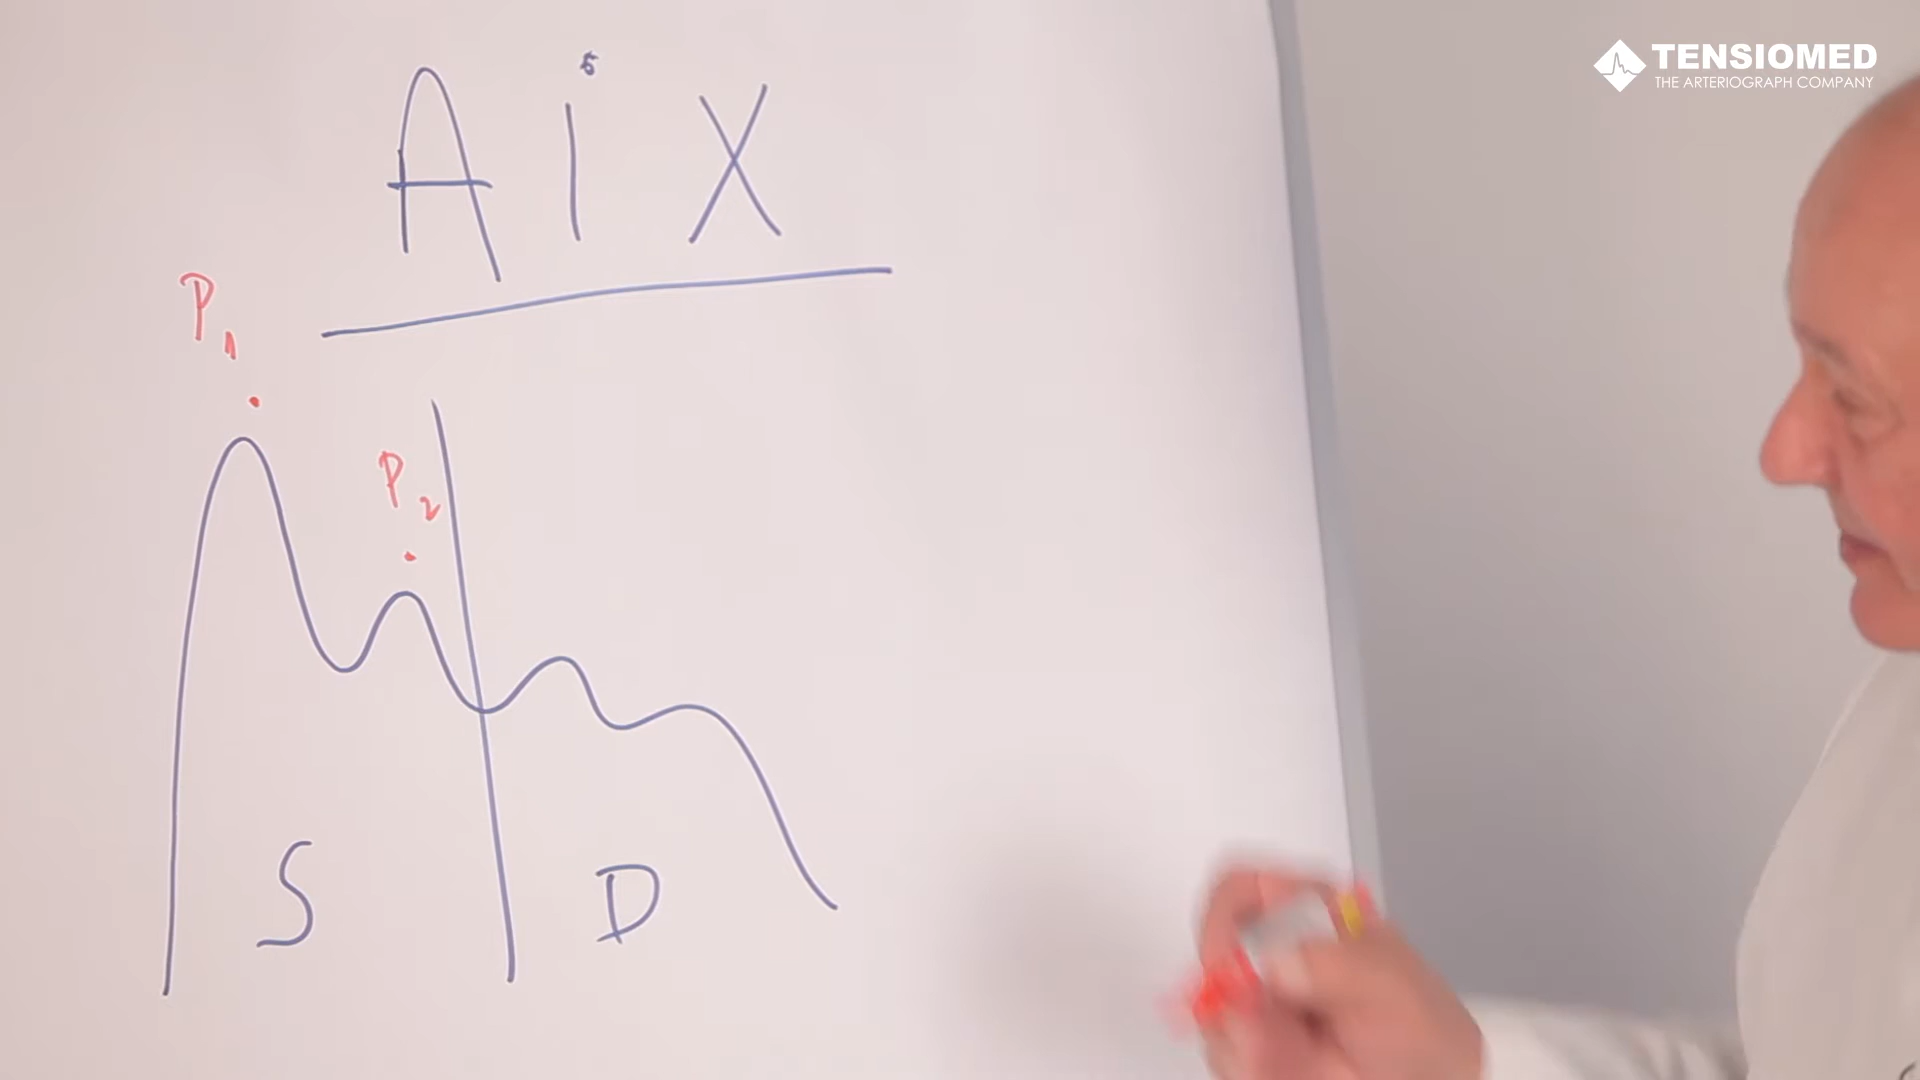 TENSIOMED
THE ARTERIOGRAPH COMPANY
AiX
P1
P2
S
D